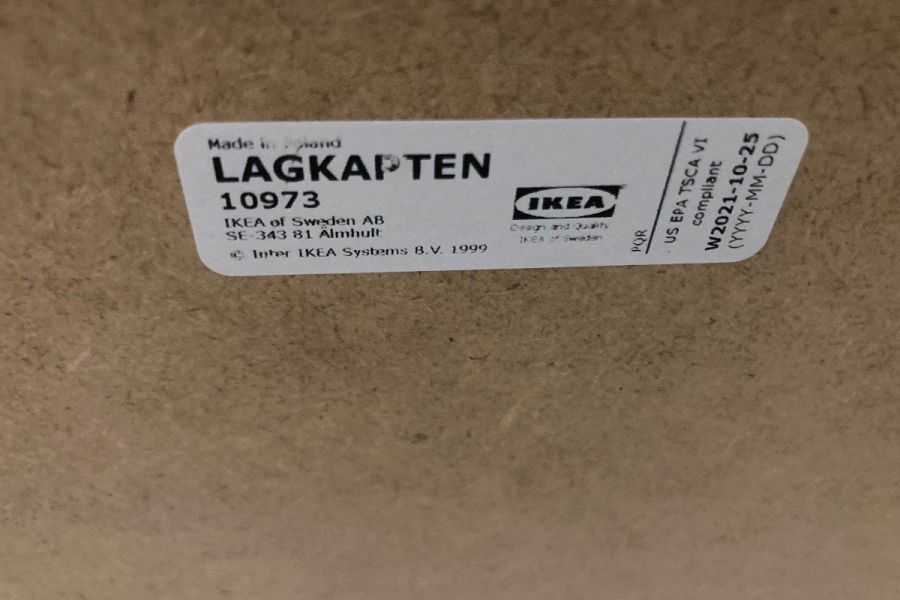 Made in Poland
LAGKAPTEN
10973
IKEA of Sweden AB
SE-343 81 Älmhult
© Inter IKEA Systems B.V. 1999
IKEA
Design and Quality
IKEA of Sweden
PQR
US EPA TSCA VI
compliant
W2021-10-25
(YYYY-MM-DD)